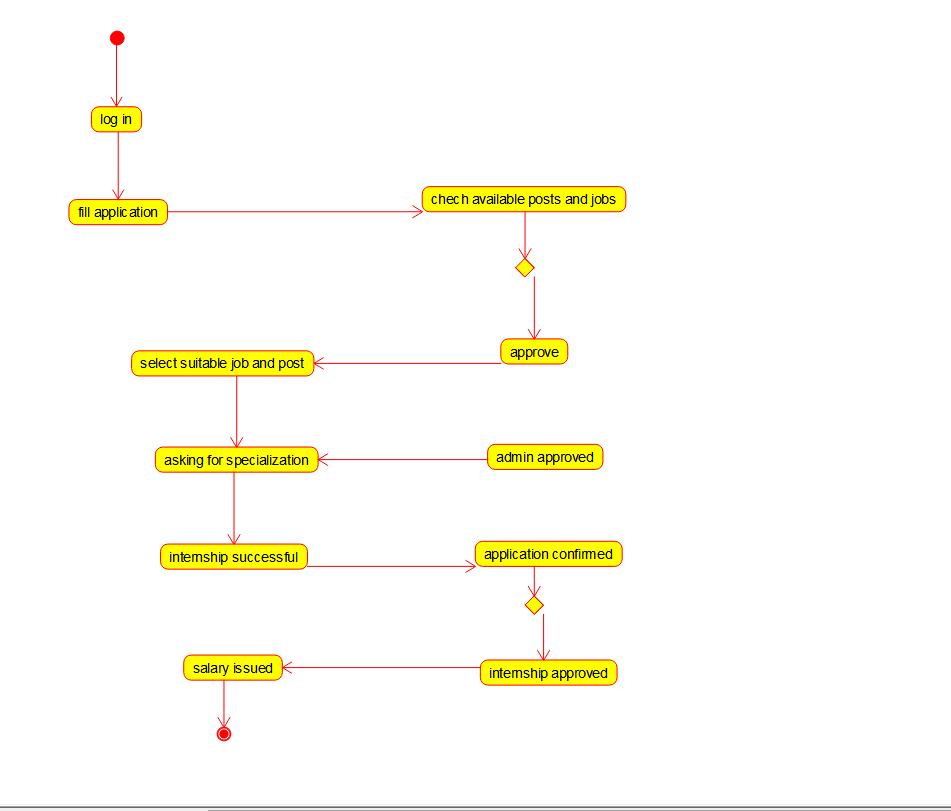 log in
fill application
chech available posts and jobs
approve
select suitable job and post
asking for specialization
admin approved
internship successful
application confirmed
salary issued
internship approved